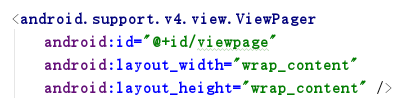 <android.support.v4.view.ViewPager
android:id="@+id/viewpage"
android:layout_width="wrap_content"
android:layout_height="wrap_content" />